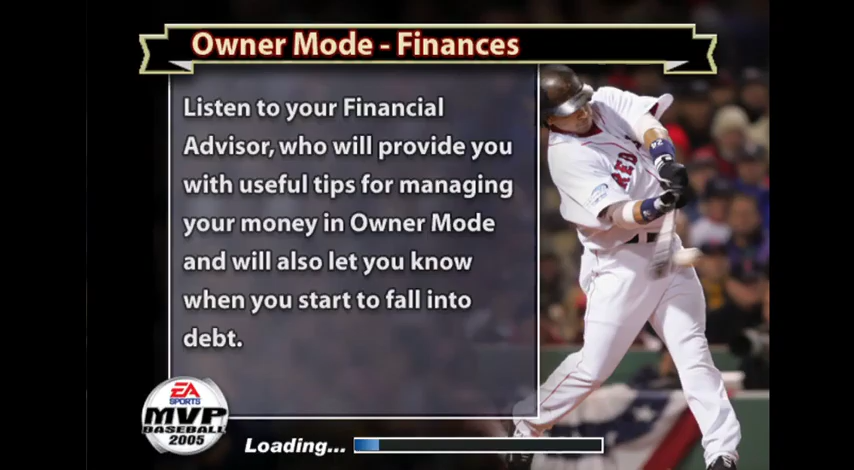 Owner Mode - Finances
Listen to your Financial
Advisor, who will provide you
with useful tips for managing
your money in Owner Mode
and will also let you know
when you start to fall into
debt.
RED
EA
SPORTS
MVP
BASEBALL
2005
Loading...